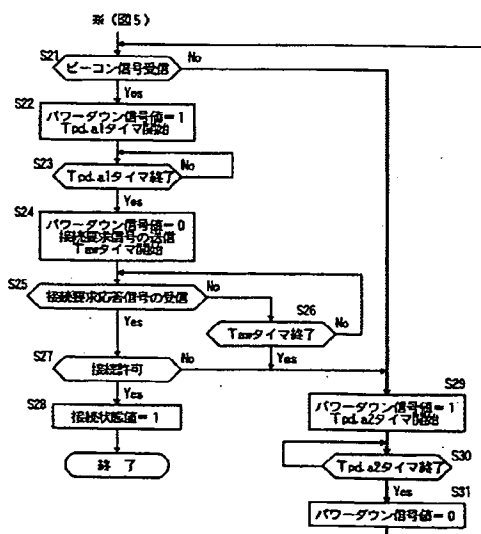 ※(図5)
S21
ビーコン信号受信
No
Yes
S22
パワーダウン信号値=1
Tpd.a1タイマ開始
S23
Tpd.a1タイマ終了
No
Yes
S24
パワーダウン信号値=0
接続要求信号の送信
Tawタイマ開始
S25
接続要求応答信号の受信
No
S26
Yes
Tawタイマ終了
No
Yes
S27
接続許可
No
Yes
S28
接続状態値=1
終 了
S29
パワーダウン信号値=1
Tpd.a2タイマ開始
S30
Tpd.a2タイマ終了
Yes
S31
パワーダウン信号値=0